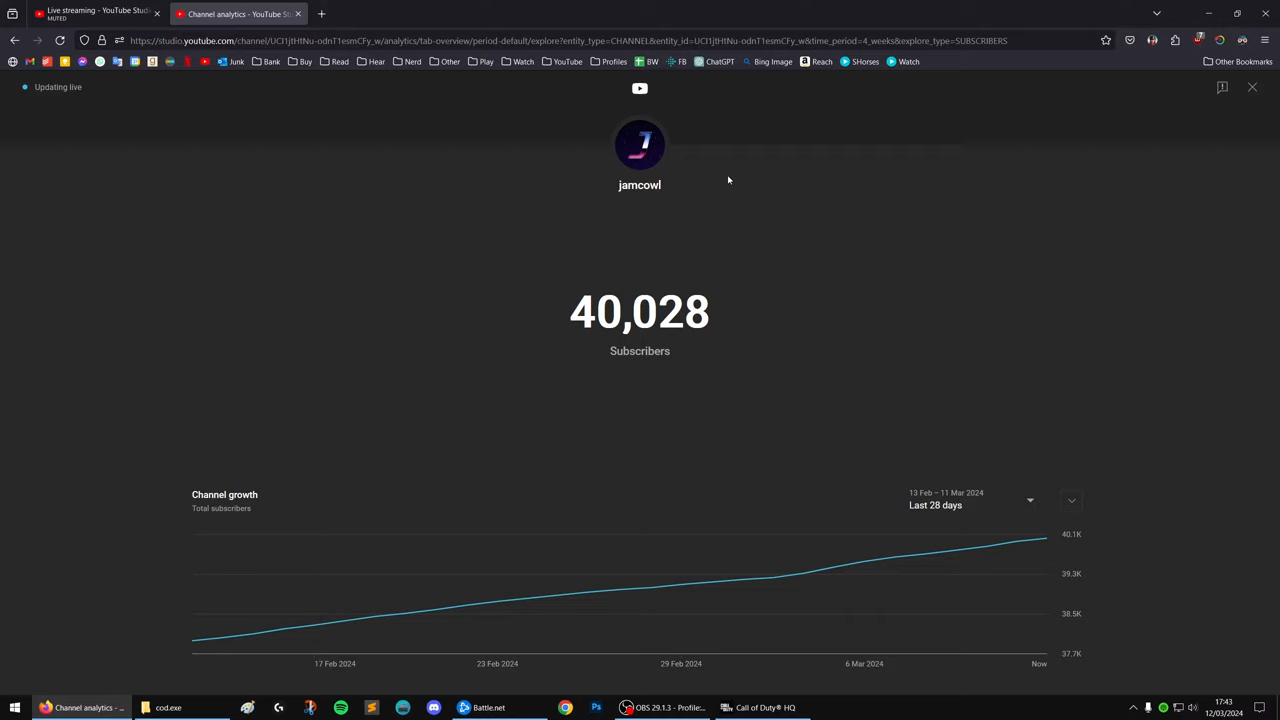 Live streaming - YouTube Studi
MUTED
Channel analytics - YouTube St
https://studio.youtube.com/channel/UCI1jtHtNu-odnT1esmCFy_w/analytics/tab-overview/period-default/explore?entity_type=CHANNEL&entity_id=UCI1jtHtNu-odnT1esmCFy_w&time_period=4_weeks&explore_type=SUBSCRIBERS
Junk Bank Buy Read Hear Nerd Other Play Watch YouTube Profiles BW FB ChatGPT Bing Image Reach SHorses Watch Other Bookmarks
Updating live
jamcowl
40,028
Subscribers
Channel growth
Total subscribers
13 Feb – 11 Mar 2024
Last 28 days
40.1K
39.3K
38.5K
37.7K
17 Feb 2024 23 Feb 2024 29 Feb 2024 6 Mar 2024 Now
Channel analytics - ... cod.exe Battle.net OBS 29.1.3 - Profile:... Call of Duty® HQ 17:43
12/03/2024